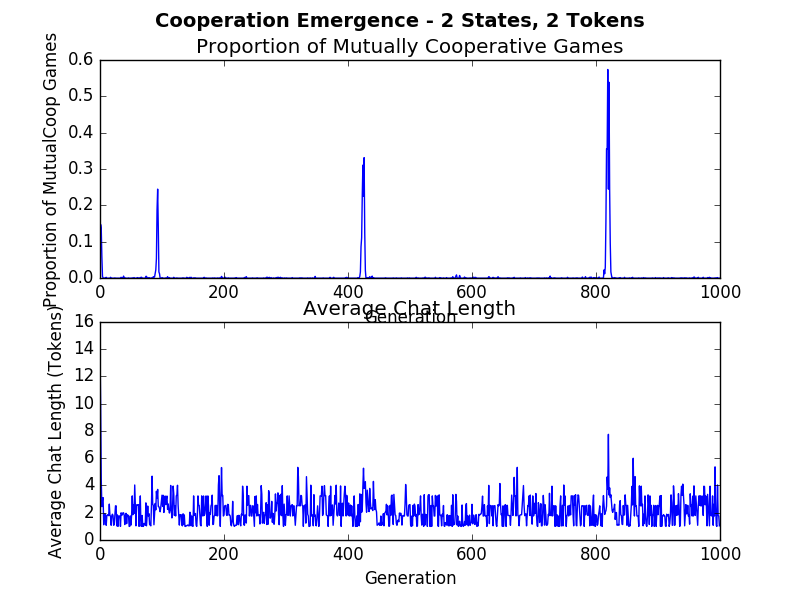 Cooperation Emergence - 2 States, 2 Tokens
Proportion of Mutually Cooperative Games
Proportion of MutualCoop Games
0.6
0.5
0.4
0.3
0.2
0.1
0.0
0 200 400 600 800 1000
Generation
Average Chat Length
Average Chat Length (Tokens)
16
14
12
10
8
6
4
2
0
0 200 400 600 800 1000
Generation